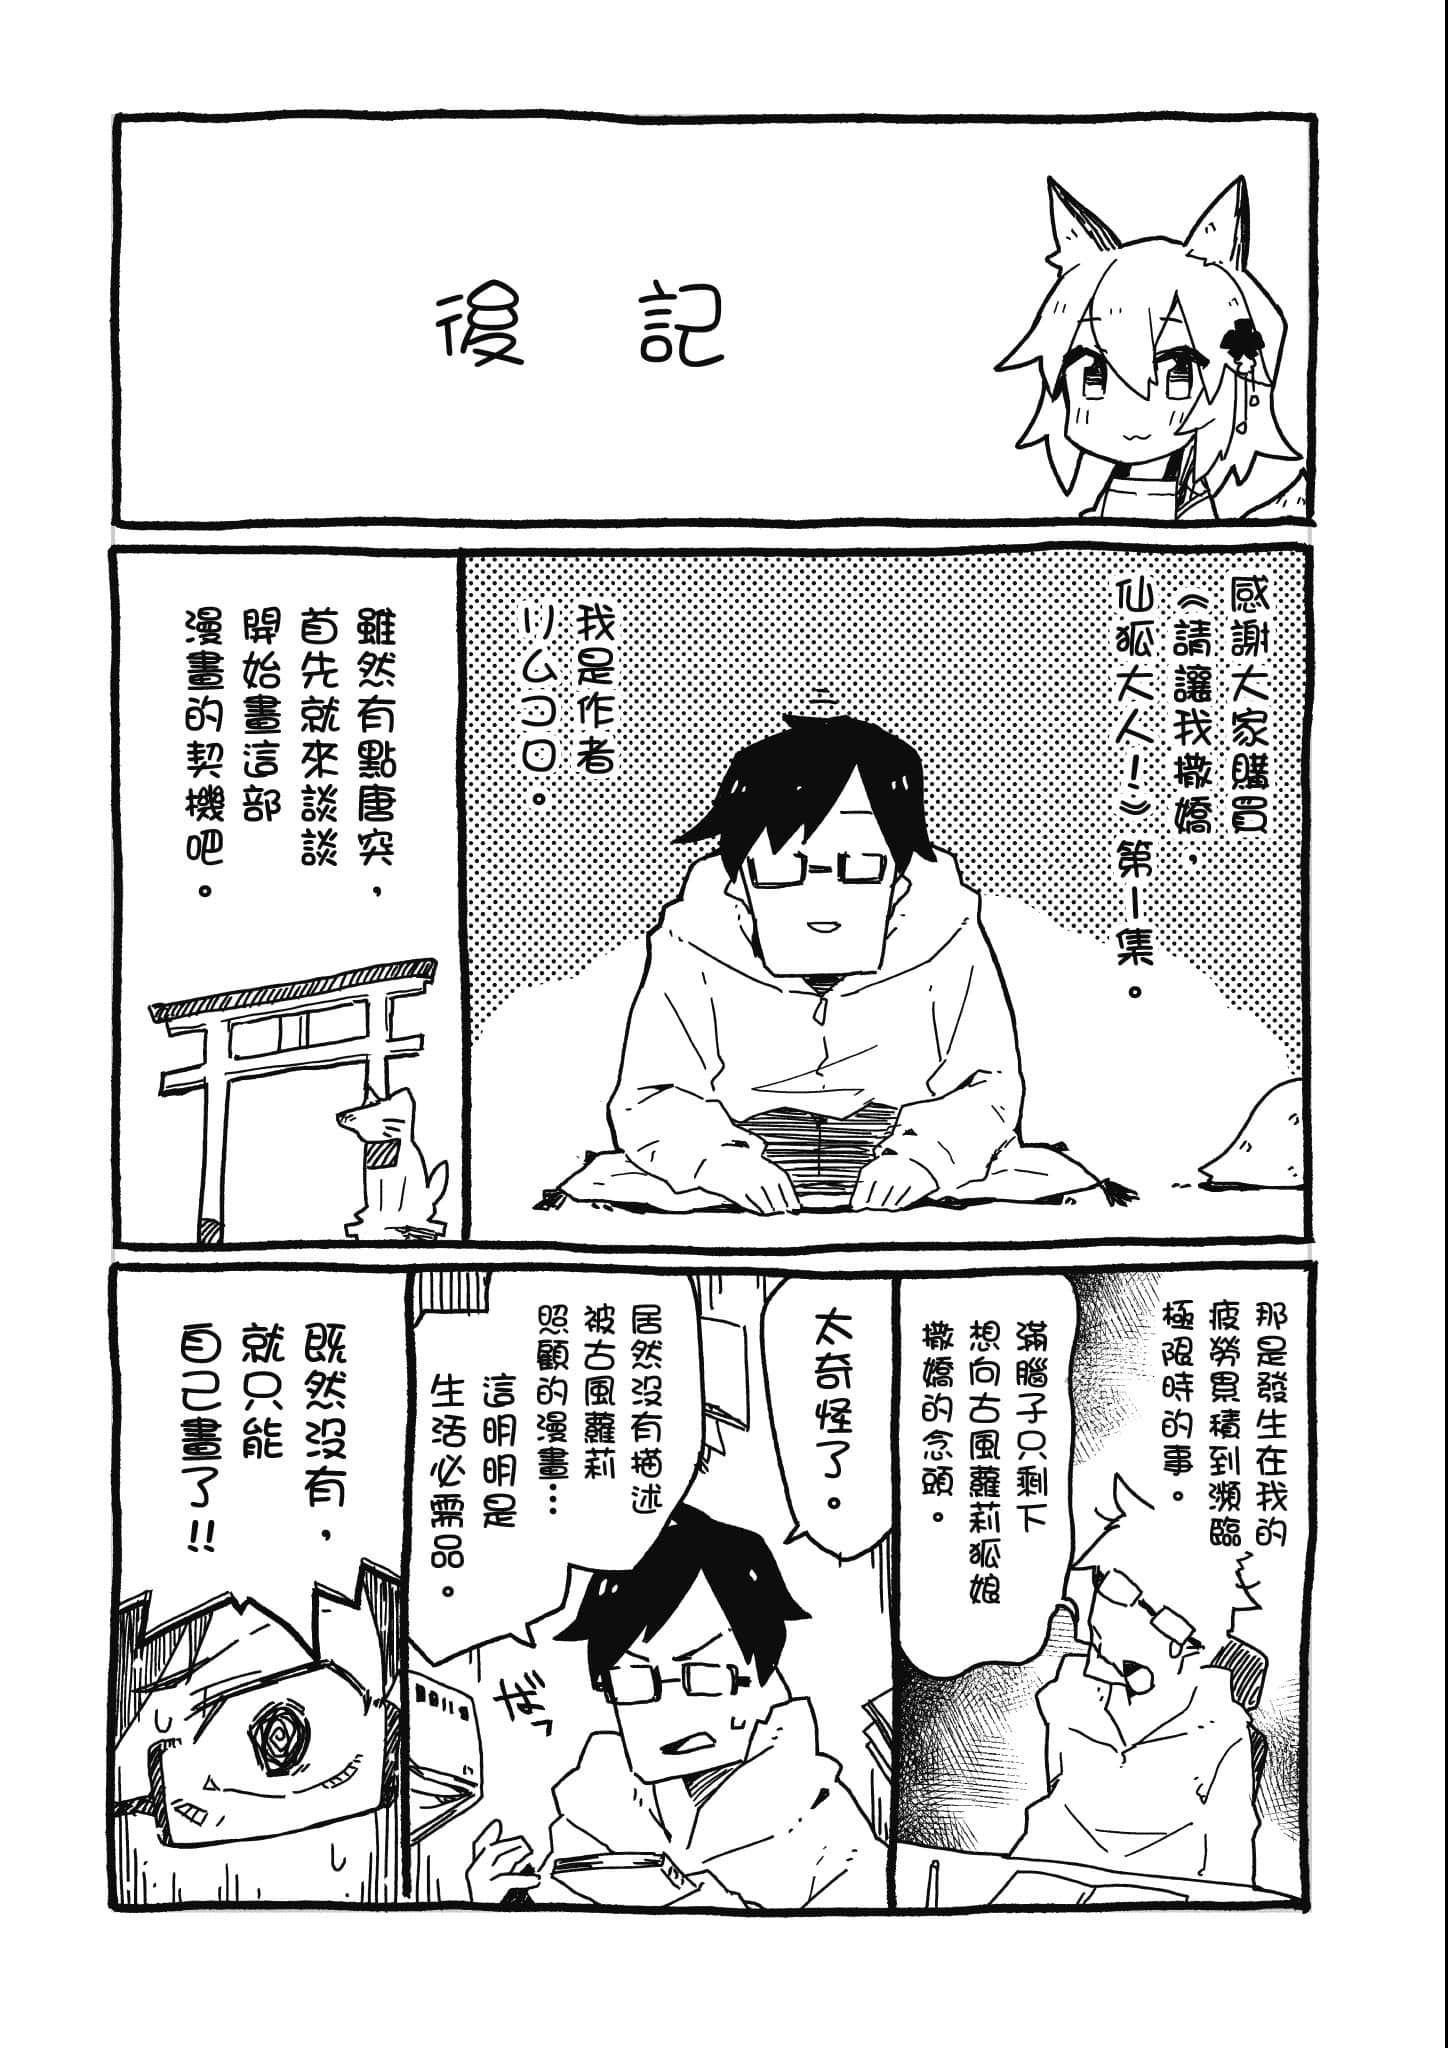 後記
感謝大家購買
《請讓我撒嬌，
仙狐大人！》第一集。
我是作者
リムコロ。
雖然有點唐突，
首先就來談談
開始畫這部
漫畫的契機吧。
那是發生在我的
疲勞累積到瀕臨
極限時的事。
滿腦子只剩下
想向古風蘿莉狐娘
撒嬌的念頭。
太奇怪了。
居然沒有描述
被古風蘿莉
照顧的漫畫…
這明明是
生活必需品。
既然沒有，
就只能
自己畫了!!